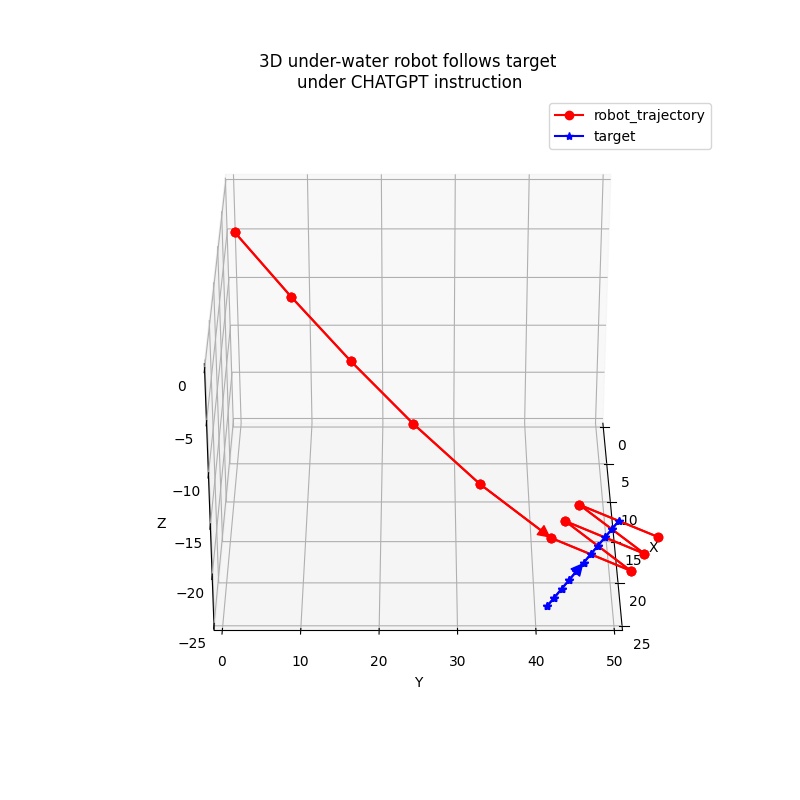 3D under-water robot follows target
under CHATGPT instruction
robot_trajectory
target
0
−5
−10
−15
−20
−25
Z
0
5
10
15
20
25
X
0
10
20
30
40
50
Y